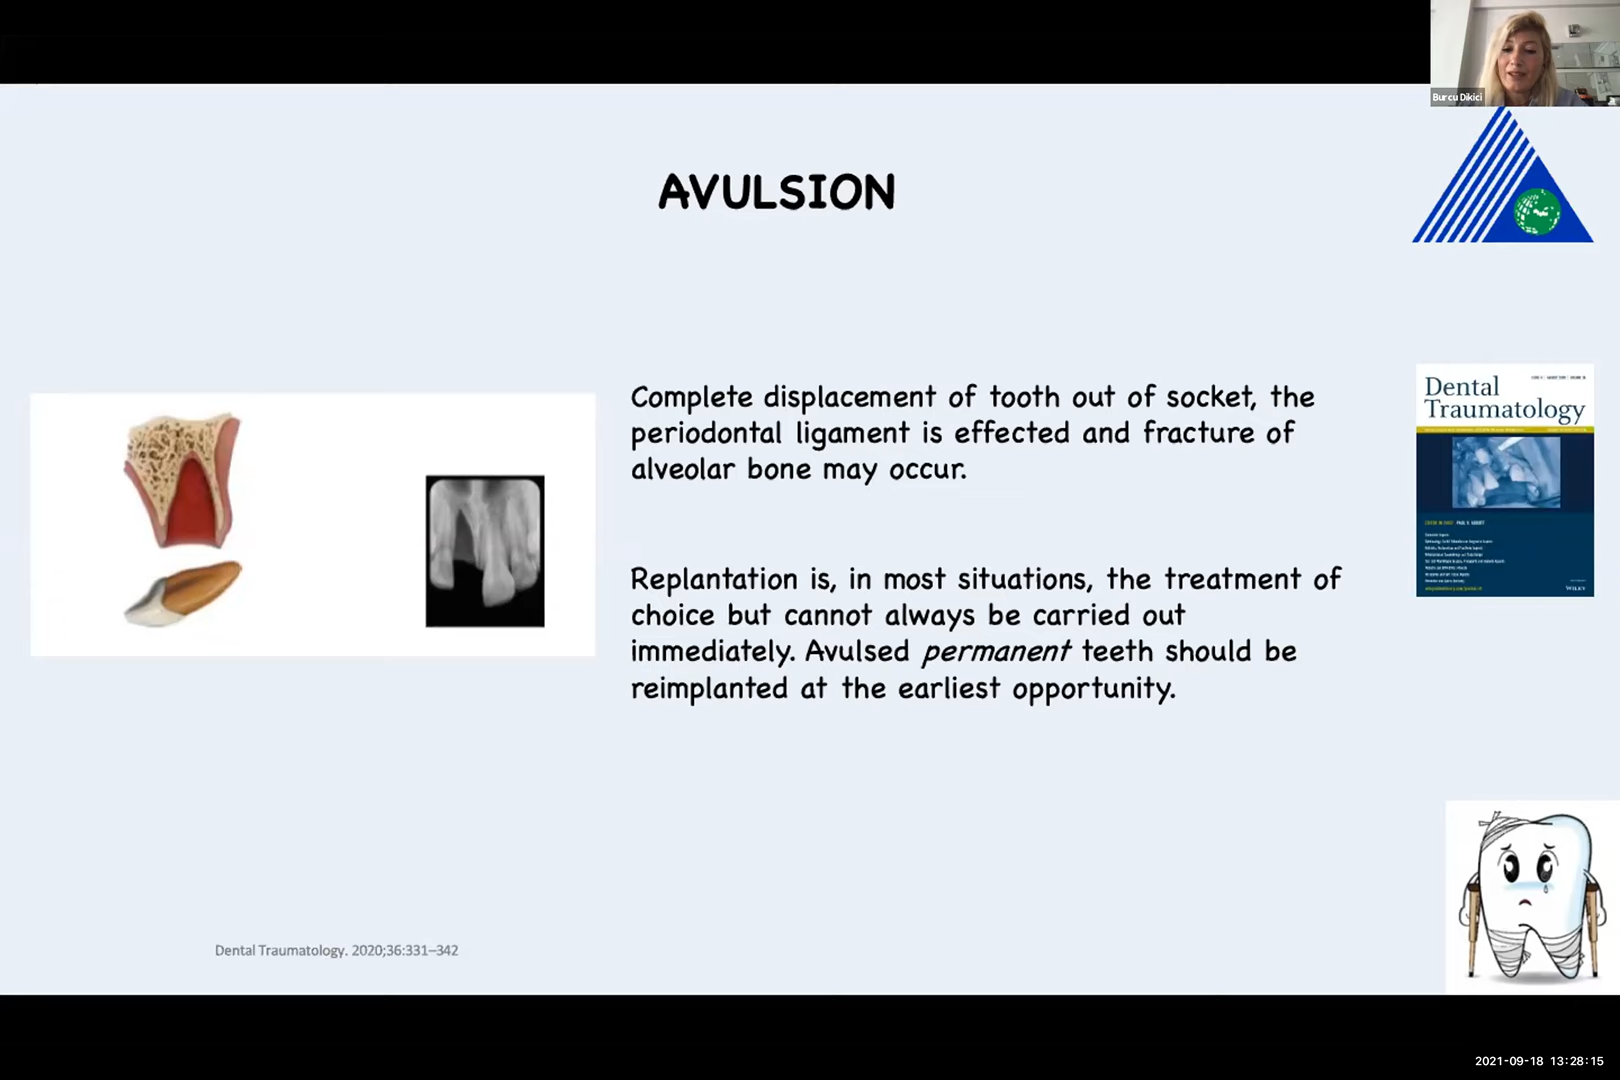 Burcu Dikici
AVULSION
Complete displacement of tooth out of socket, the
periodontal ligament is effected and fracture of
alveolar bone may occur.
Replantation is, in most situations, the treatment of
choice but cannot always be carried out
immediately. Avulsed permanent teeth should be
reimplanted at the earliest opportunity.
Dental
Traumatology
WILEY
Dental Traumatology. 2020;36:331–342
2021-09-18 13:28:15